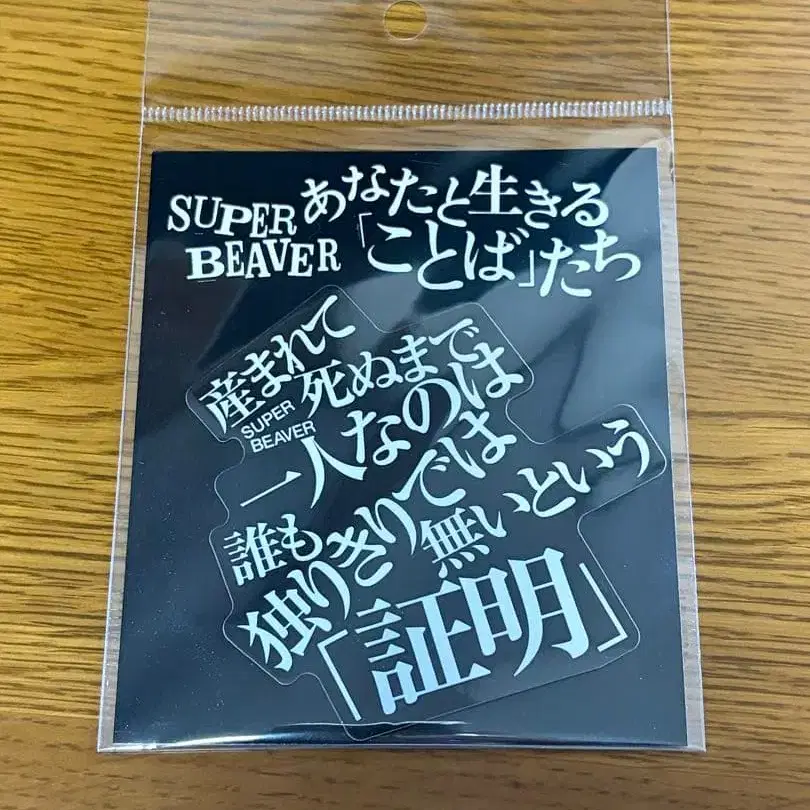 SUPER
BEAVER
あなたと生きる
「ことば」たち
産まれて
死ぬまで
SUPER
BEAVER
一人なのは
誰も
独りきりでは
無いという
「証明」